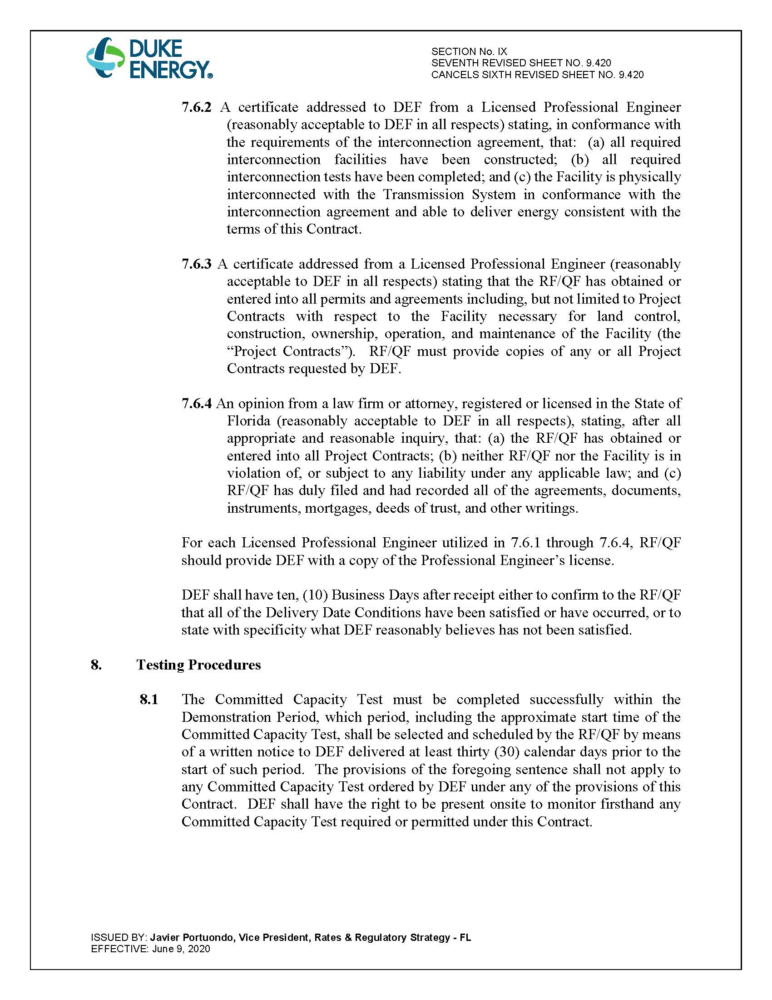 DUKE
ENERGY®
SECTION No. IX
SEVENTH REVISED SHEET NO. 9.420
CANCELS SIXTH REVISED SHEET NO. 9.420
7.6.2 A certificate addressed to DEF from a Licensed Professional Engineer
(reasonably acceptable to DEF in all respects) stating, in conformance with
the requirements of the interconnection agreement, that: (a) all required
interconnection facilities have been constructed; (b) all required
interconnection tests have been completed; and (c) the Facility is physically
interconnected with the Transmission System in conformance with the
interconnection agreement and able to deliver energy consistent with the
terms of this Contract.
7.6.3 A certificate addressed from a Licensed Professional Engineer (reasonably
acceptable to DEF in all respects) stating that the RF/QF has obtained or
entered into all permits and agreements including, but not limited to Project
Contracts with respect to the Facility necessary for land control,
construction, ownership, operation, and maintenance of the Facility (the
“Project Contracts”). RF/QF must provide copies of any or all Project
Contracts requested by DEF.
7.6.4 An opinion from a law firm or attorney, registered or licensed in the State of
Florida (reasonably acceptable to DEF in all respects), stating, after all
appropriate and reasonable inquiry, that: (a) the RF/QF has obtained or
entered into all Project Contracts; (b) neither RF/QF nor the Facility is in
violation of, or subject to any liability under any applicable law; and (c)
RF/QF has duly filed and had recorded all of the agreements, documents,
instruments, mortgages, deeds of trust, and other writings.
For each Licensed Professional Engineer utilized in 7.6.1 through 7.6.4, RF/QF
should provide DEF with a copy of the Professional Engineer’s license.
DEF shall have ten, (10) Business Days after receipt either to confirm to the RF/QF
that all of the Delivery Date Conditions have been satisfied or have occurred, or to
state with specificity what DEF reasonably believes has not been satisfied.
8. Testing Procedures
8.1 The Committed Capacity Test must be completed successfully within the
Demonstration Period, which period, including the approximate start time of the
Committed Capacity Test, shall be selected and scheduled by the RF/QF by means
of a written notice to DEF delivered at least thirty (30) calendar days prior to the
start of such period. The provisions of the foregoing sentence shall not apply to
any Committed Capacity Test ordered by DEF under any of the provisions of this
Contract. DEF shall have the right to be present onsite to monitor firsthand any
Committed Capacity Test required or permitted under this Contract.
ISSUED BY: Javier Portuondo, Vice President, Rates & Regulatory Strategy - FL
EFFECTIVE: June 9, 2020